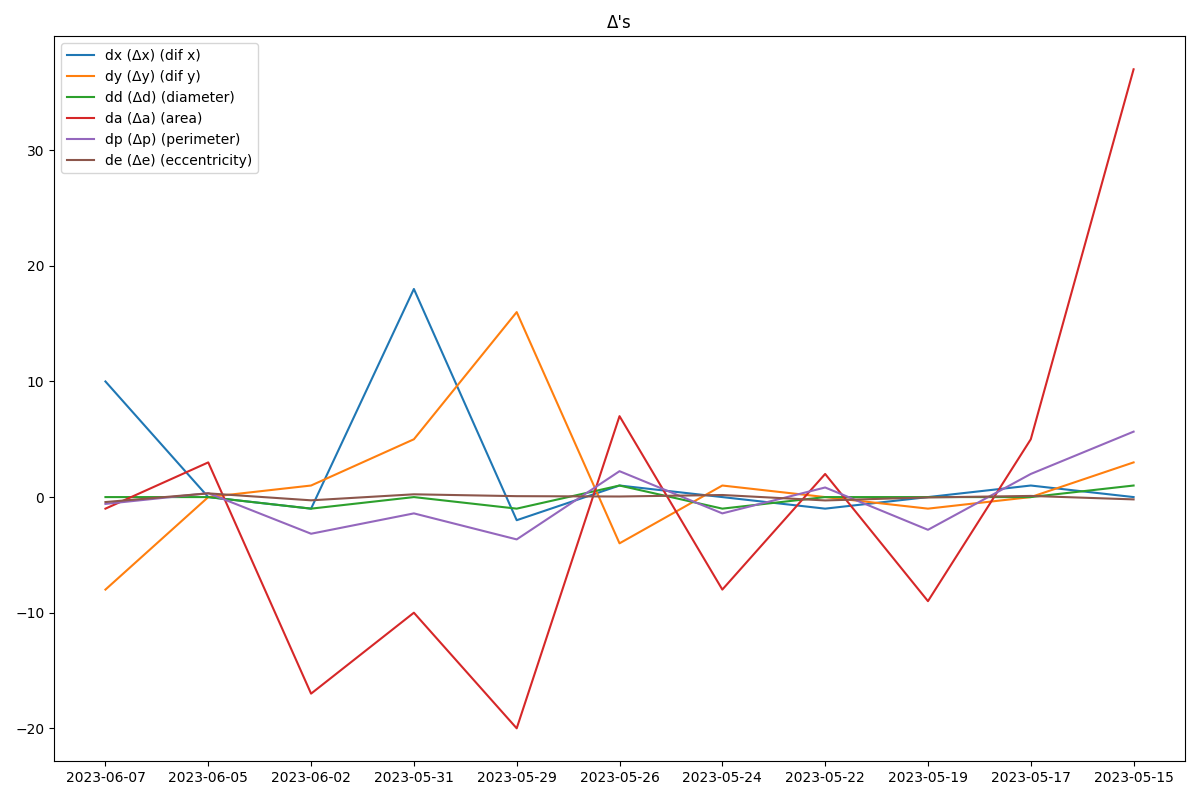 Δ's
dx (Δx) (dif x)
dy (Δy) (dif y)
dd (Δd) (diameter)
da (Δa) (area)
dp (Δp) (perimeter)
de (Δe) (eccentricity)
30
20
10
0
−10
−20
2023-06-07 2023-06-05 2023-06-02 2023-05-31 2023-05-29 2023-05-26 2023-05-24 2023-05-22 2023-05-19 2023-05-17 2023-05-15